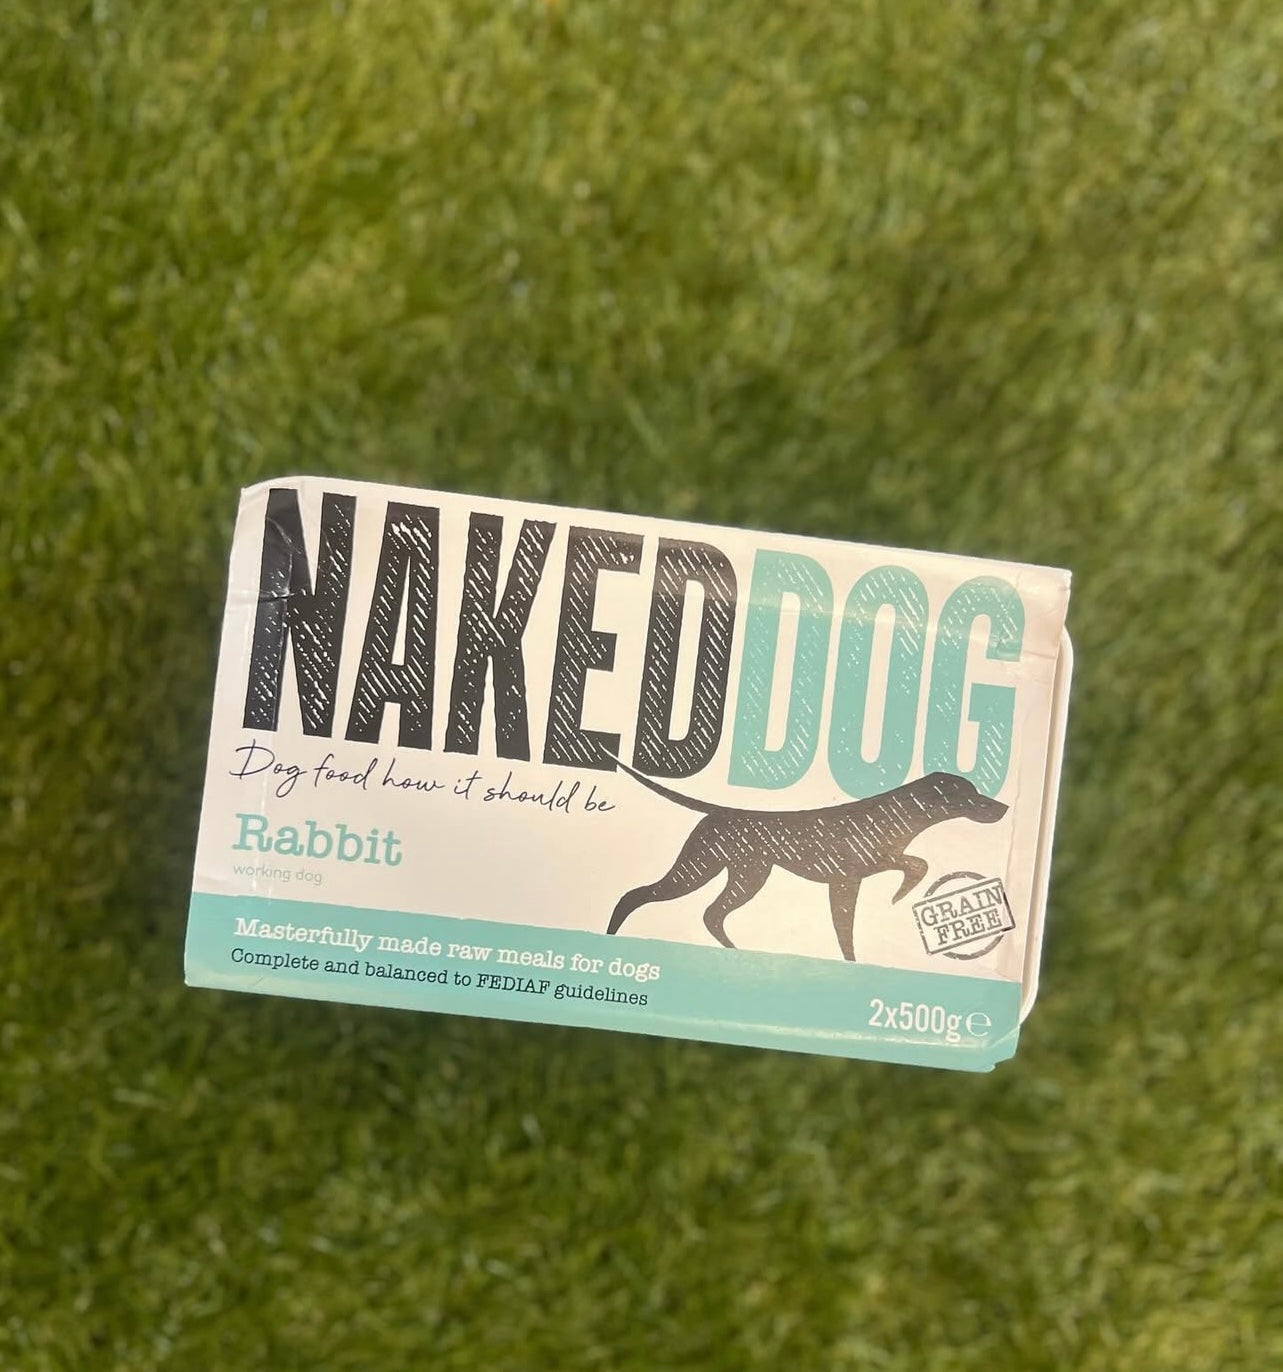 NAKEDDOG
Dog food how it should be
Rabbit
working dog
GRAIN
FREE
Masterfully made raw meals for dogs
Complete and balanced to FEDIAF guidelines
2x500g℮